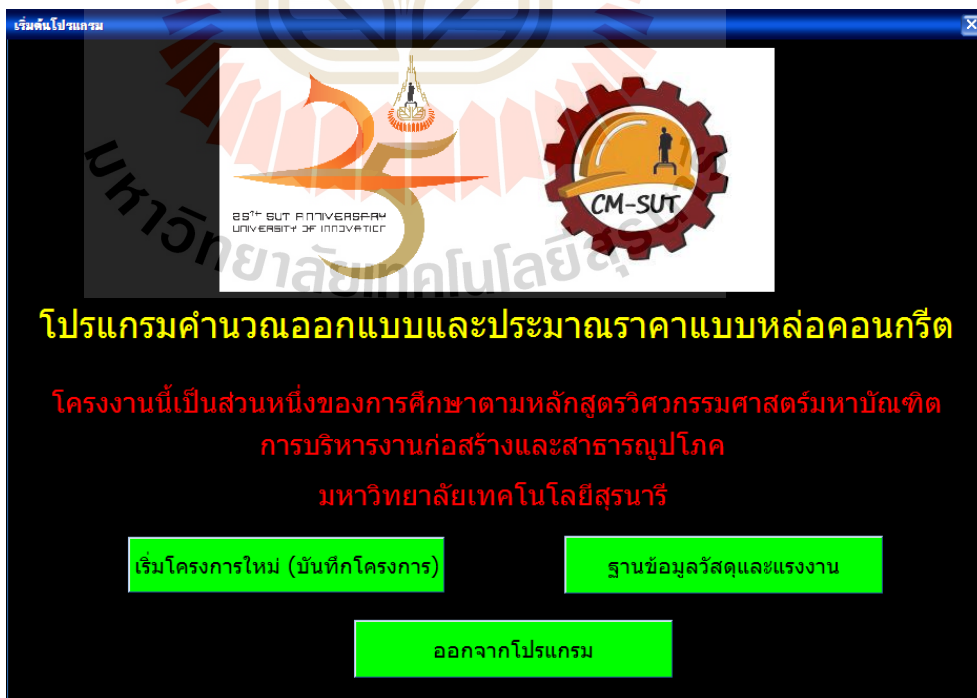 เริ่มต้นโปรแกรม
25TH SUT ANNIVERSARY
UNIVERSITY OF INNOVATION
CM-SUT
มหาวิทยาลัยเทคโนโลยีสุรนารี
โปรแกรมคำนวณออกแบบและประมาณราคาแบบหล่อคอนกรีต
โครงงานนี้เป็นส่วนหนึ่งของการศึกษาตามหลักสูตรวิศวกรรมศาสตร์มหาบัณฑิต
การบริหารงานก่อสร้างและสาธารณูปโภค
มหาวิทยาลัยเทคโนโลยีสุรนารี
เริ่มโครงการใหม่ (บันทึกโครงการ)
ฐานข้อมูลวัสดุและแรงงาน
ออกจากโปรแกรม